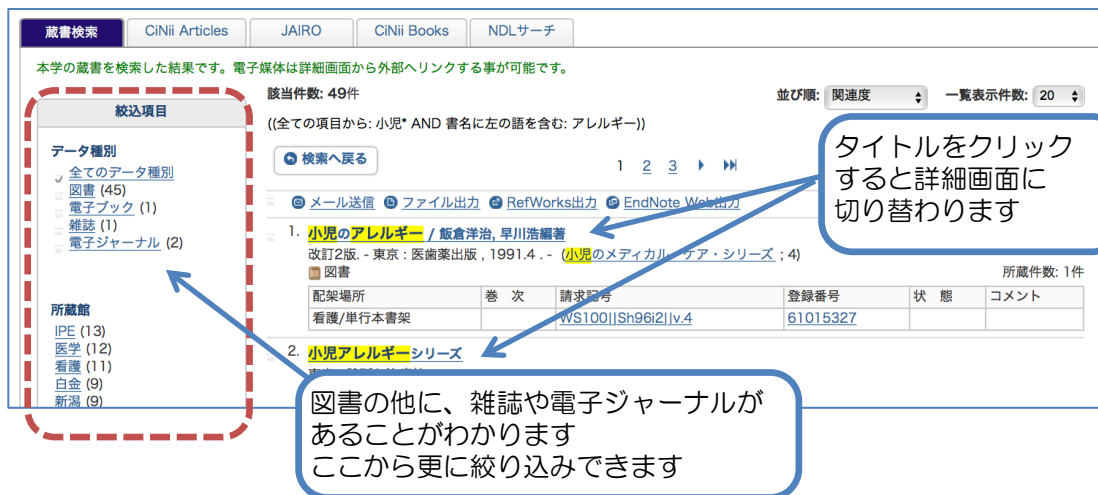 蔵書検索 CiNii Articles JAIRO CiNii Books NDLサーチ
本学の蔵書を検索した結果です。電子媒体は詳細画面から外部へリンクする事が可能です。
絞込項目
データ種別
全てのデータ種別
図書 (45)
電子ブック (1)
雑誌 (1)
電子ジャーナル (2)
所蔵館
IPE (13)
医学 (12)
看護 (11)
白金 (9)
新潟 (9)
該当件数: 49件
並び順: 関連度 一覧表示件数: 20
((全ての項目から: 小児* AND 書名に左の語を含む: アレルギー))
検索へ戻る
1 2 3
メール送信 ファイル出力 RefWorks出力 EndNote Web出力
1. 小児のアレルギー / 飯倉洋治, 早川浩編著
改訂2版. - 東京 : 医歯薬出版 , 1991.4 . - (小児のメディカル・ケア・シリーズ ; 4)
図書
所蔵件数: 1件
配架場所 巻 次 請求記号 登録番号 状 態 コメント
看護/単行本書架 WS100||Sh96i2||v.4 61015327
2. 小児アレルギーシリーズ
タイトルをクリック
すると詳細画面に
切り替わります
図書の他に、雑誌や電子ジャーナルが
あることがわかります
ここから更に絞り込みできます